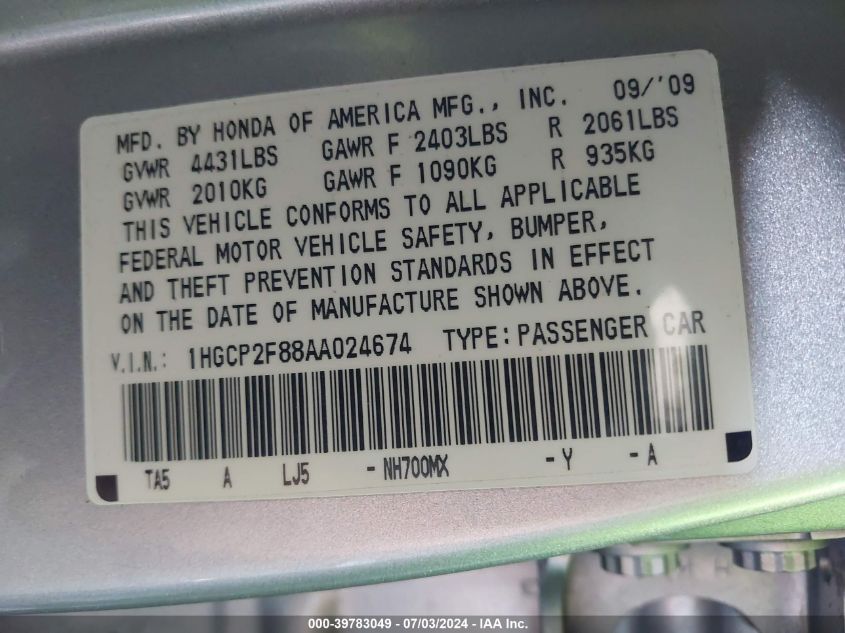 MFD. BY HONDA OF AMERICA MFG., INC. 09/'09
GVWR 4431LBS GAWR F 2403LBS R 2061LBS
GVWR 2010KG GAWR F 1090KG R 935KG
THIS VEHICLE CONFORMS TO ALL APPLICABLE
FEDERAL MOTOR VEHICLE SAFETY, BUMPER,
AND THEFT PREVENTION STANDARDS IN EFFECT
ON THE DATE OF MANUFACTURE SHOWN ABOVE.
V.I.N.: 1HGCP2F88AA024674 TYPE:PASSENGER CAR
TA5 A LJ5 -NH700MX -Y -A
000-39783049 - 07/03/2024 - IAA Inc.